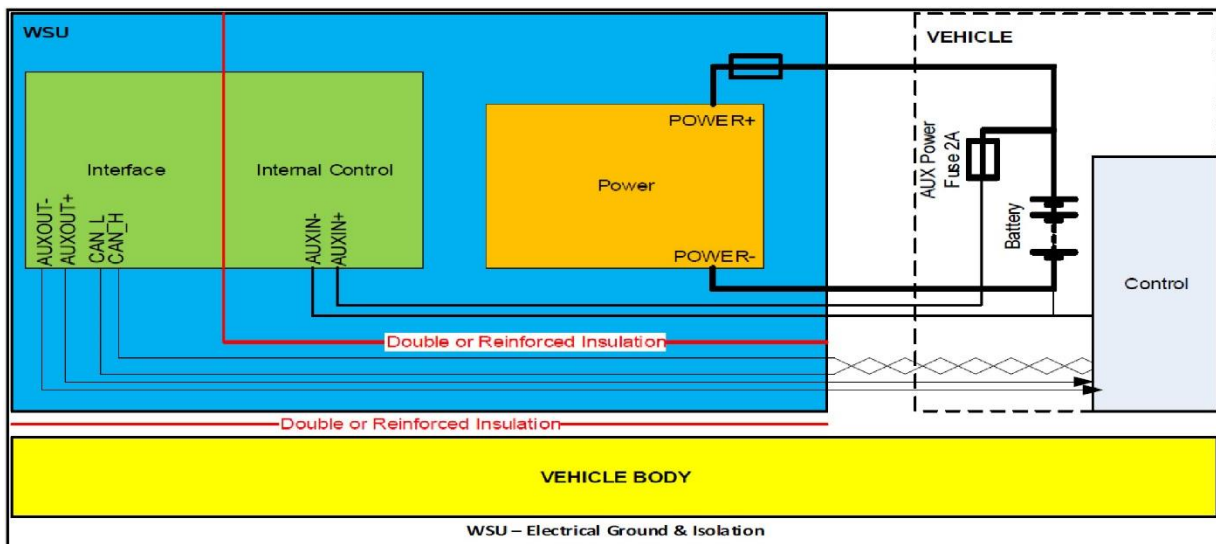 WSU
VEHICLE
POWER+
AUX Power
Fuse 2A
Interface
Internal Control
Power
Battery
AUXOUT-
AUXOUT+
CAN_L
CAN_H
AUXIN-
AUXIN+
POWER-
Control
Double or Reinforced Insulation
Double or Reinforced Insulation
VEHICLE BODY
WSU – Electrical Ground & Isolation